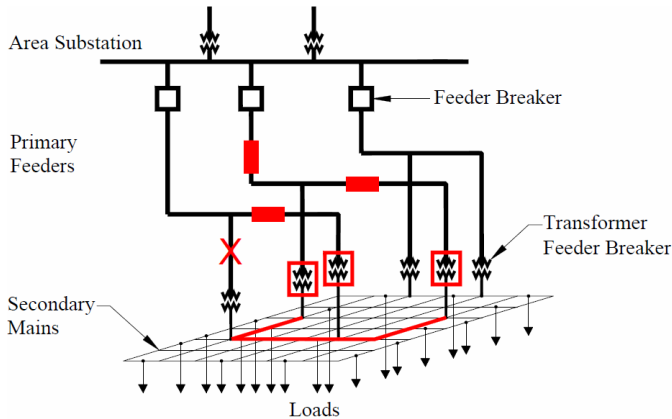 Area Substation
Feeder Breaker
Primary
Feeders
Transformer
Feeder Breaker
Secondary
Mains
Loads